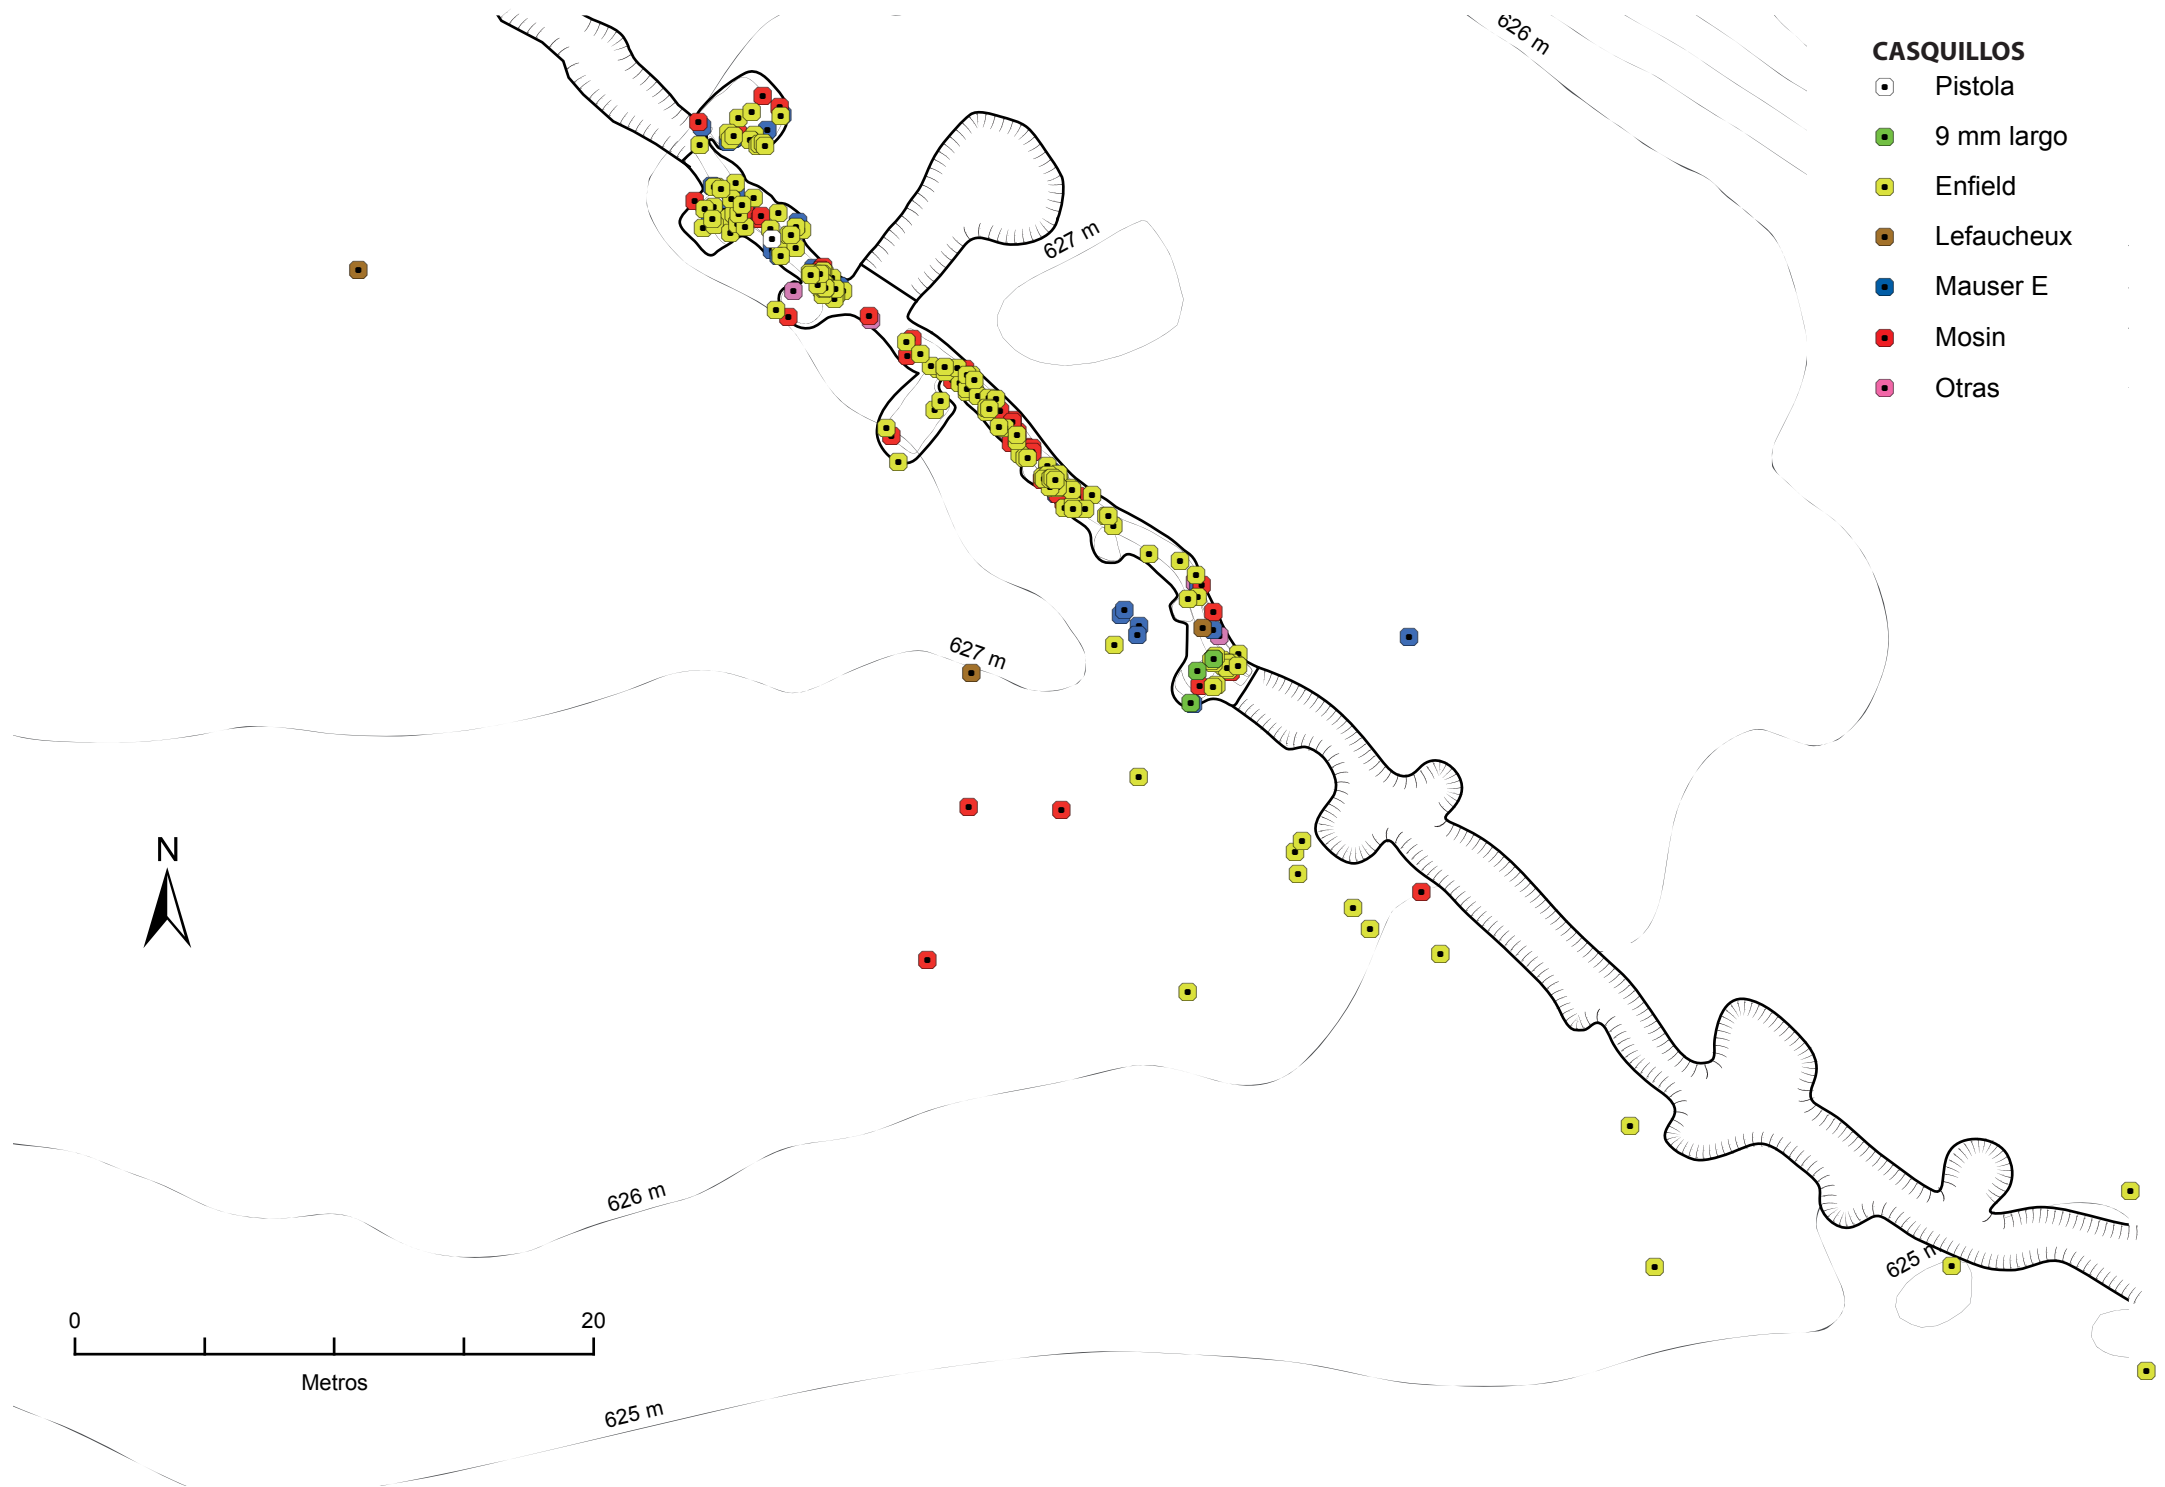 626 m
CASQUILLOS
Pistola
9 mm largo
Enfield
Lefaucheux
627 m
Mauser E
Mosin
Otras
627 m
N
626 m
625 m
0 20
Metros
625 m